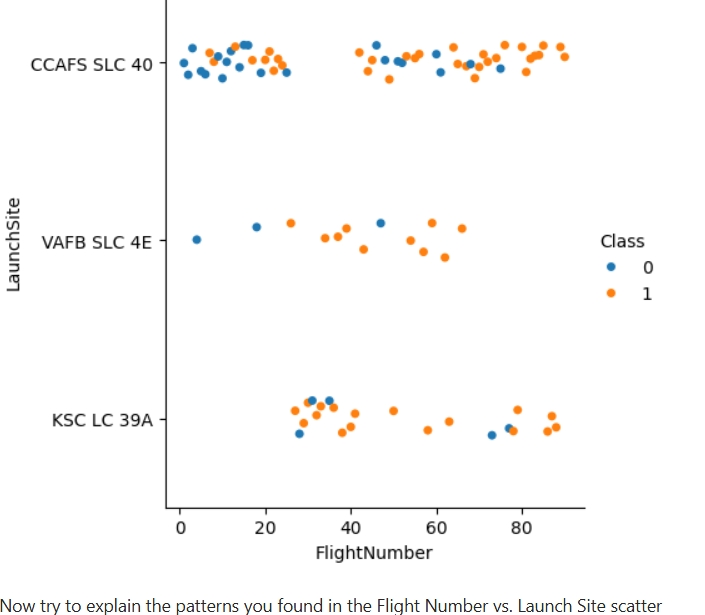 CCAFS SLC 40
VAFB SLC 4E
KSC LC 39A
LaunchSite
Class
0
1
0 20 40 60 80
FlightNumber
Now try to explain the patterns you found in the Flight Number vs. Launch Site scatter